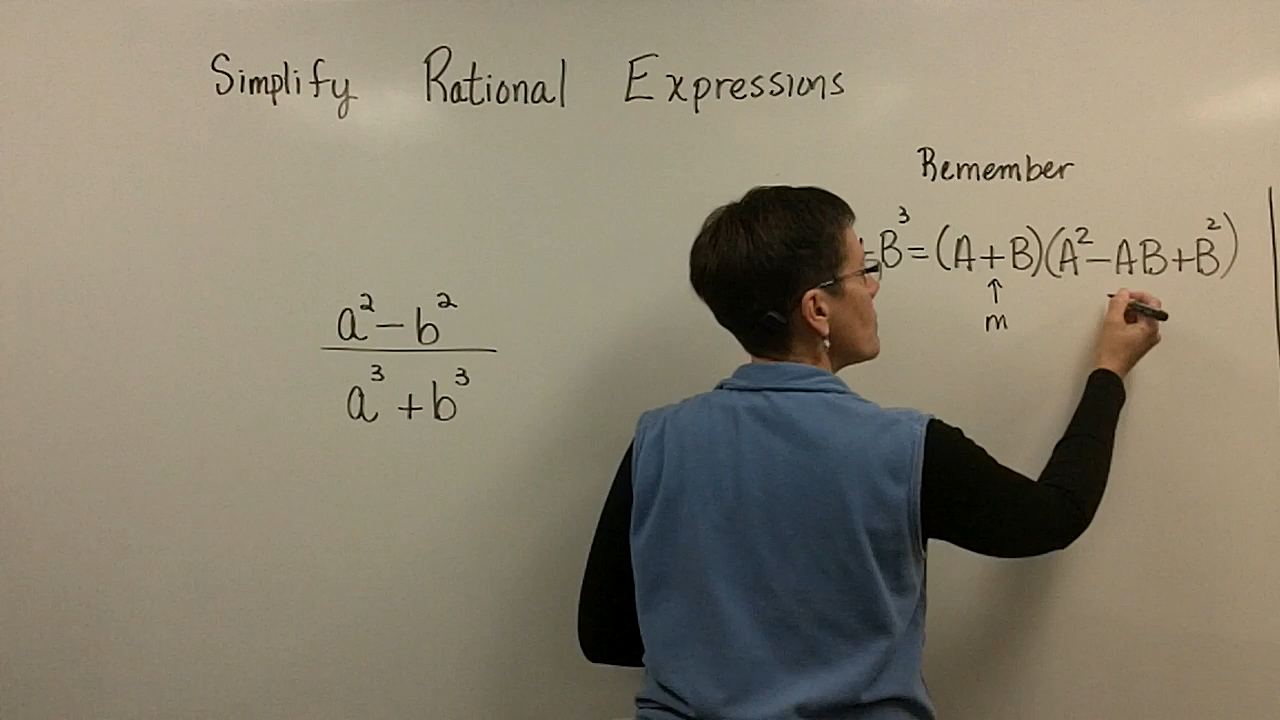 Simplify Rational Expressions
Remember
B³=(A+B)(A²-AB+B²)
↑
m
a²-b²
a³+b³